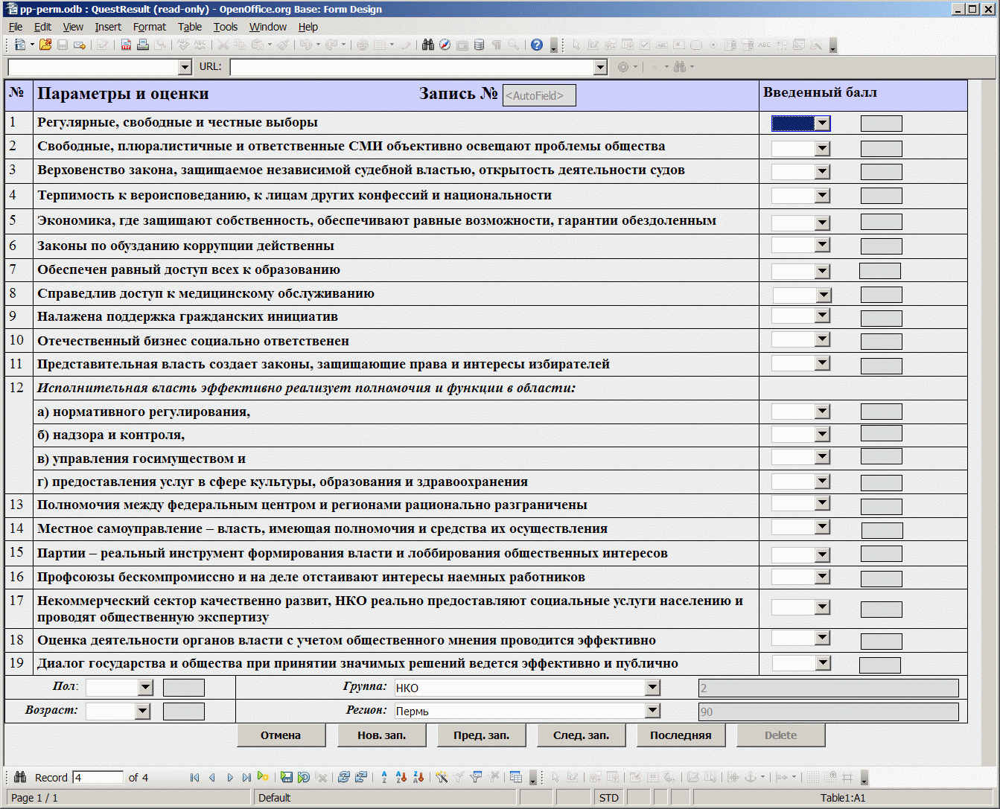 pp-perm.odb : QuestResult (read-only) - OpenOffice.org Base: Form Design
File Edit View Insert Format Table Tools Window Help
URL:
№ Параметры и оценки Запись № <AutoField> Введенный балл
1 Регулярные, свободные и честные выборы
2 Свободные, плюралистичные и ответственные СМИ объективно освещают проблемы общества
3 Верховенство закона, защищаемое независимой судебной властью, открытость деятельности судов
4 Терпимость к вероисповеданию, к лицам других конфессий и национальности
5 Экономика, где защищают собственность, обеспечивают равные возможности, гарантии обездоленным
6 Законы по обузданию коррупции действенны
7 Обеспечен равный доступ всех к образованию
8 Справедлив доступ к медицинскому обслуживанию
9 Налажена поддержка гражданских инициатив
10 Отечественный бизнес социально ответственен
11 Представительная власть создает законы, защищающие права и интересы избирателей
12 Исполнительная власть эффективно реализует полномочия и функции в области:
а) нормативного регулирования,
б) надзора и контроля,
в) управления госимуществом и
г) предоставления услуг в сфере культуры, образования и здравоохранения
13 Полномочия между федеральным центром и регионами рационально разграничены
14 Местное самоуправление – власть, имеющая полномочия и средства их осуществления
15 Партии – реальный инструмент формирования власти и лоббирования общественных интересов
16 Профсоюзы бескомпромиссно и на деле отстаивают интересы наемных работников
17 Некоммерческий сектор качественно развит, НКО реально предоставляют социальные услуги населению и
проводят общественную экспертизу
18 Оценка деятельности органов власти с учетом общественного мнения проводится эффективно
19 Диалог государства и общества при принятии значимых решений ведется эффективно и публично
Пол: Группа: НКО 2
Возраст: Регион: Пермь 90
Отмена Нов. зап. Пред. зап. След. зап. Последняя Delete
Record 4 of 4
Page 1 / 1 Default STD Table1:A1